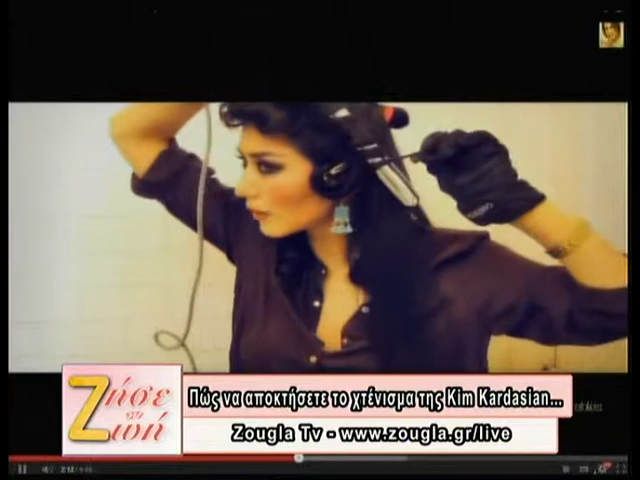 Ζήσε
τη
Ζωή
Πώς να αποκτήσετε το χτένισμα της Kim Kardasian...
Zougla Tv - www.zougla.gr/live